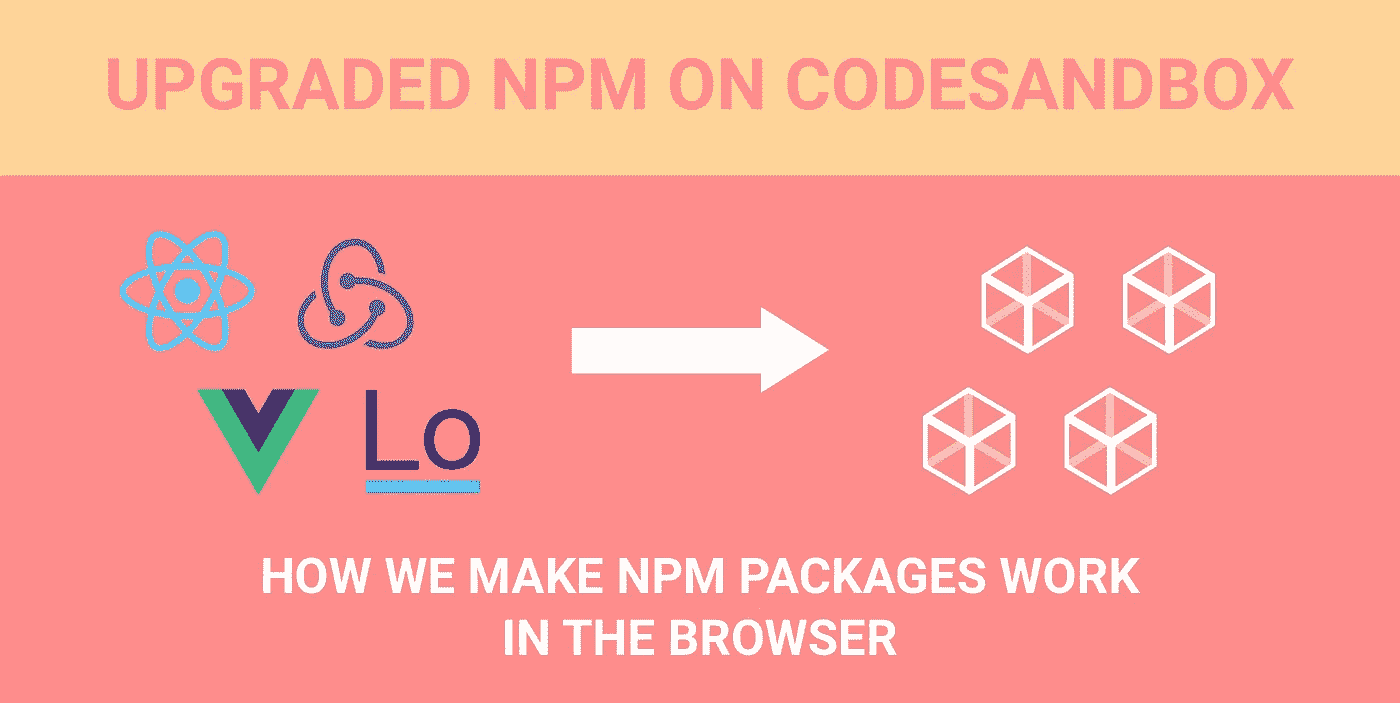 UPGRADED NPM ON CODESANDBOX
Lo
HOW WE MAKE NPM PACKAGES WORK
IN THE BROWSER